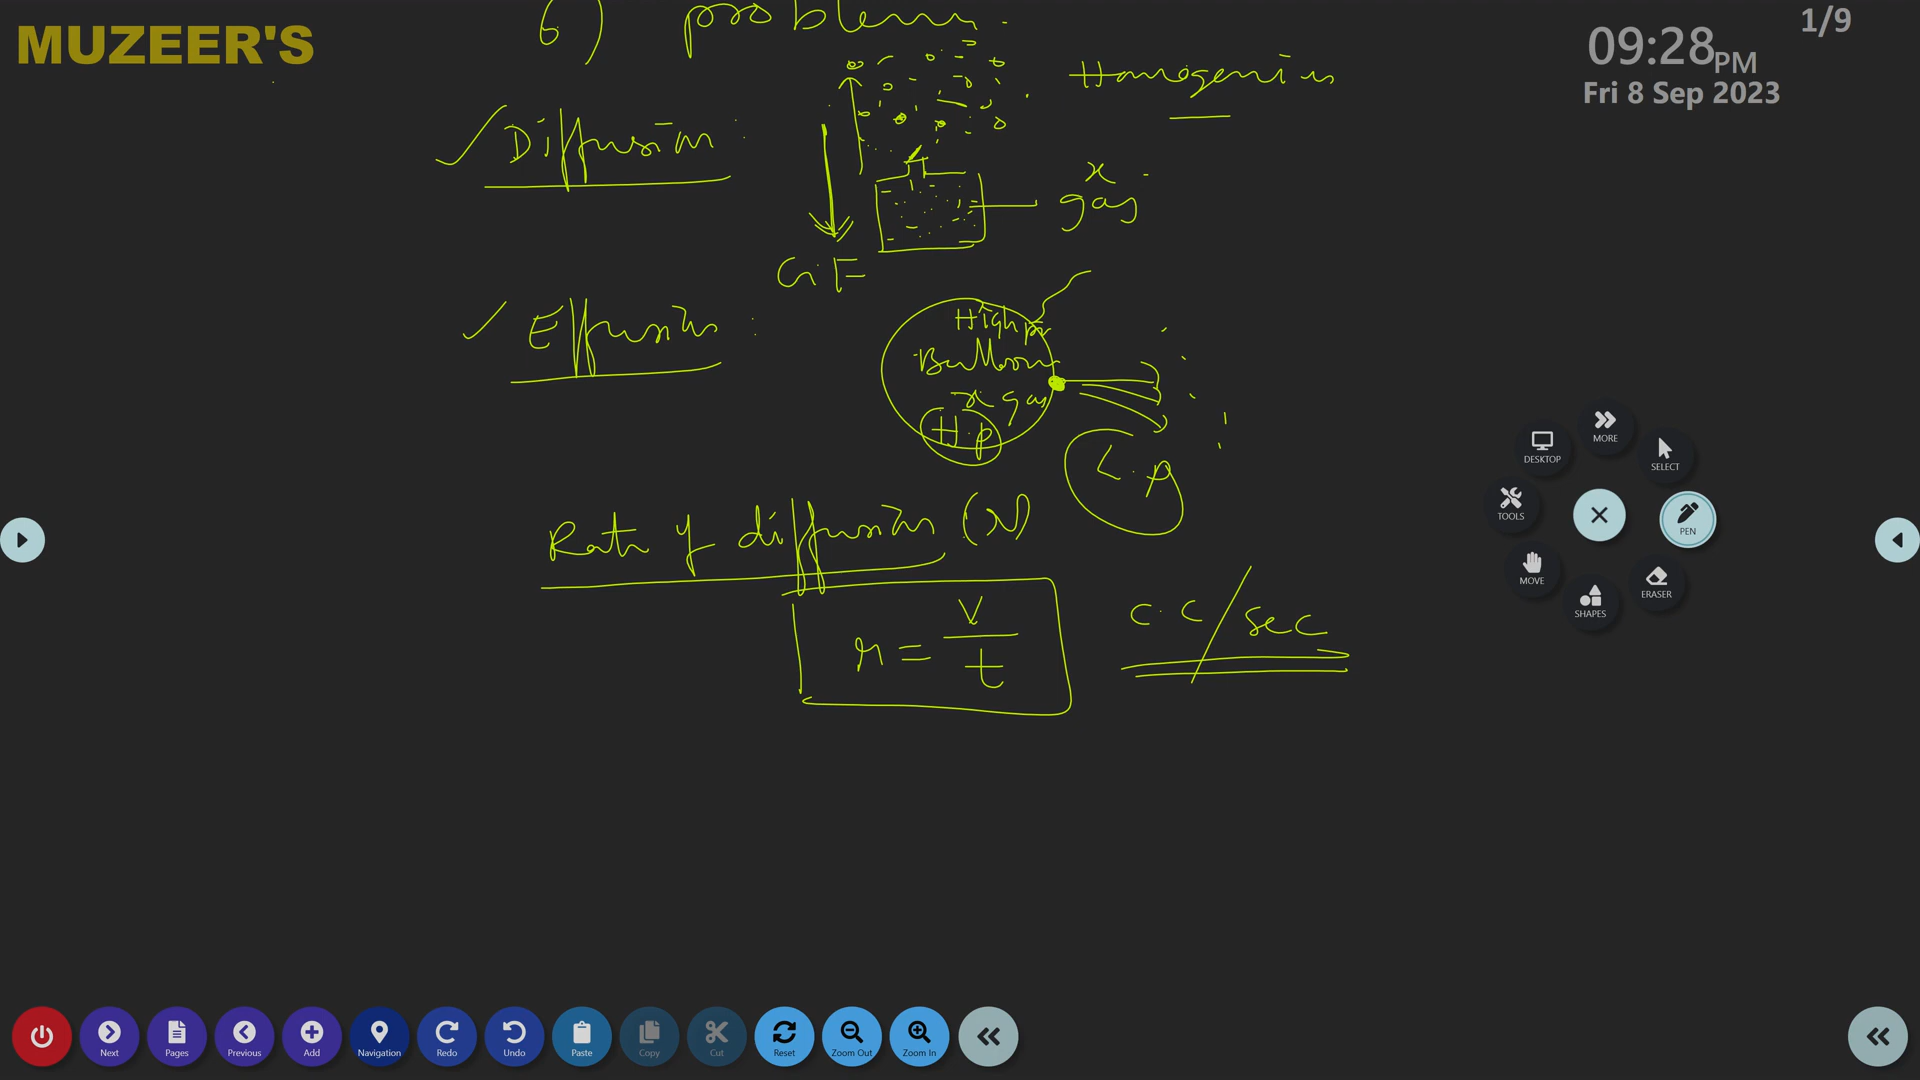 MUZEER'S
1/9
09:28PM
Fri 8 Sep 2023
6) problems.
Homogenius
Diffusion :
x
gas
G.F
Effusion :
High pr
Balloon
x gas
H.p
L.p
Rate of diffusion (r)
r = V/t
c.c/sec
MORE
DESKTOP
SELECT
TOOLS
PEN
MOVE
ERASER
SHAPES
Next
Pages
Previous
Add
Navigation
Redo
Undo
Paste
Copy
Cut
Reset
Zoom Out
Zoom In